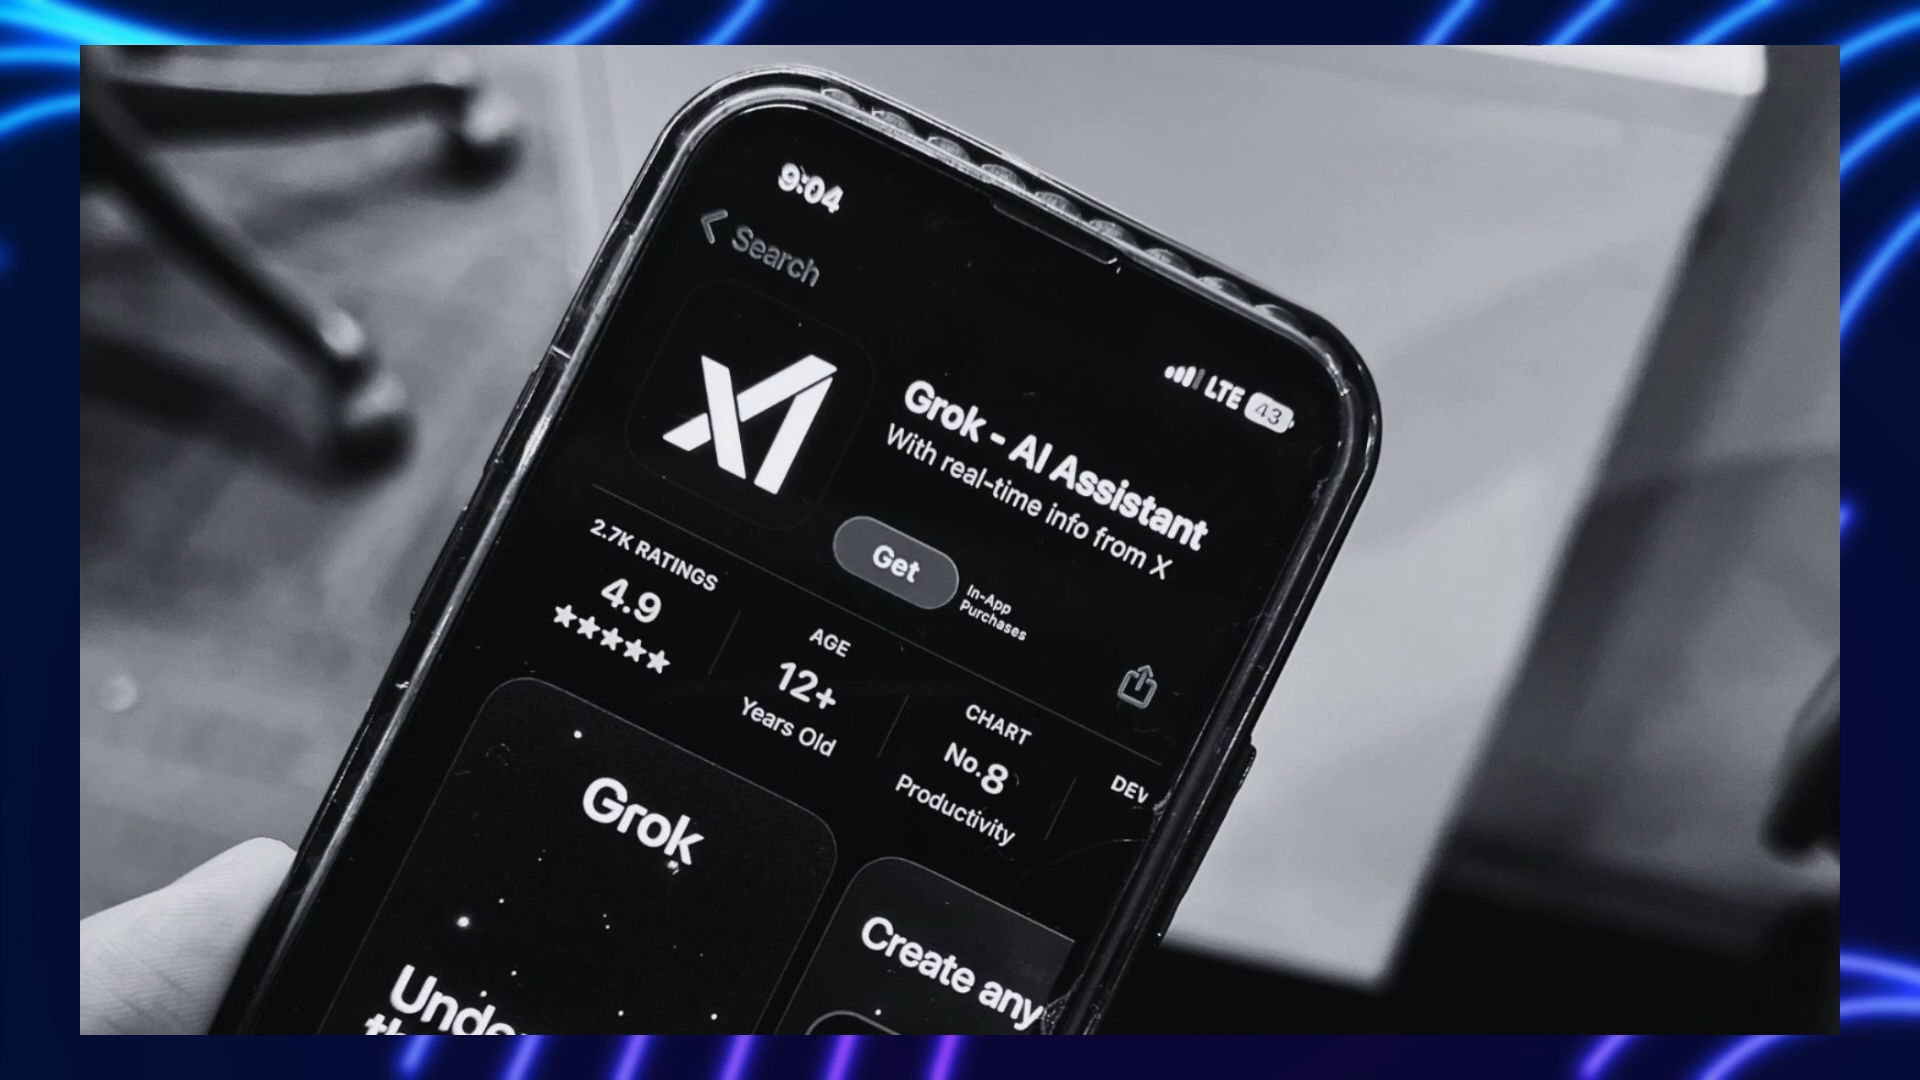 9:04
LTE 43
Search
xAI
Grok - AI Assistant
With real-time info from X
Get
In-App
Purchases
2.7K RATINGS
4.9
AGE
12+
Years Old
CHART
No.8
Productivity
DEV
Grok
Create any